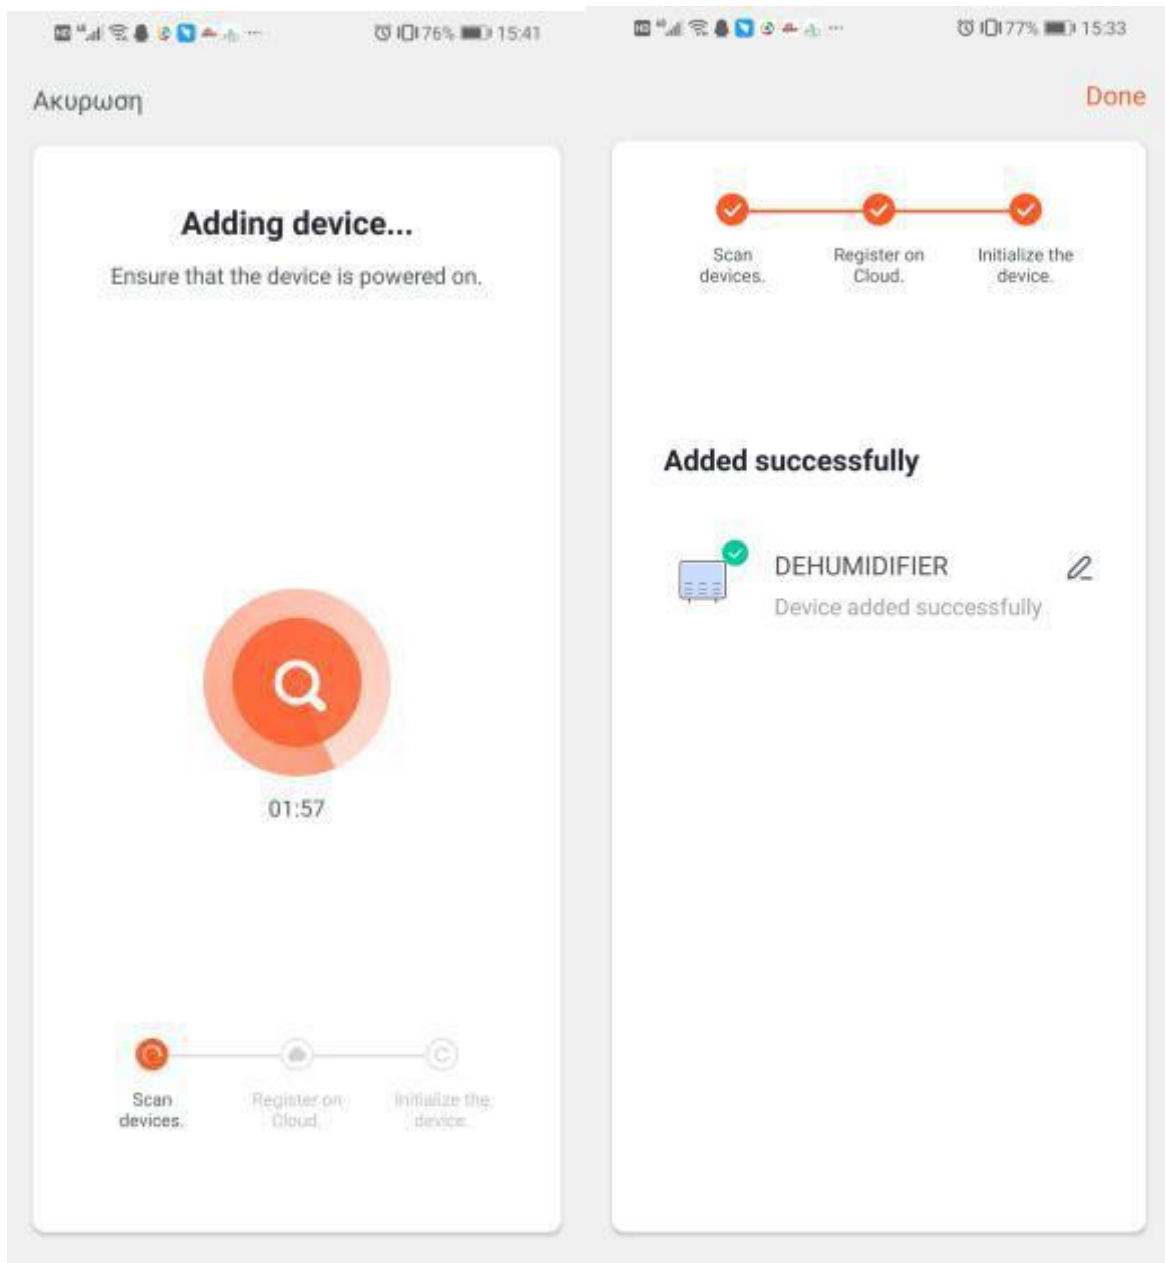 76% 15:41
Ακυρωση
Adding device...
Ensure that the device is powered on.
01:57
Scan
devices.
Register on
Cloud.
Initialize the
device.
77% 15:33
Done
Scan
devices.
Register on
Cloud.
Initialize the
device.
Added successfully
DEHUMIDIFIER
Device added successfully